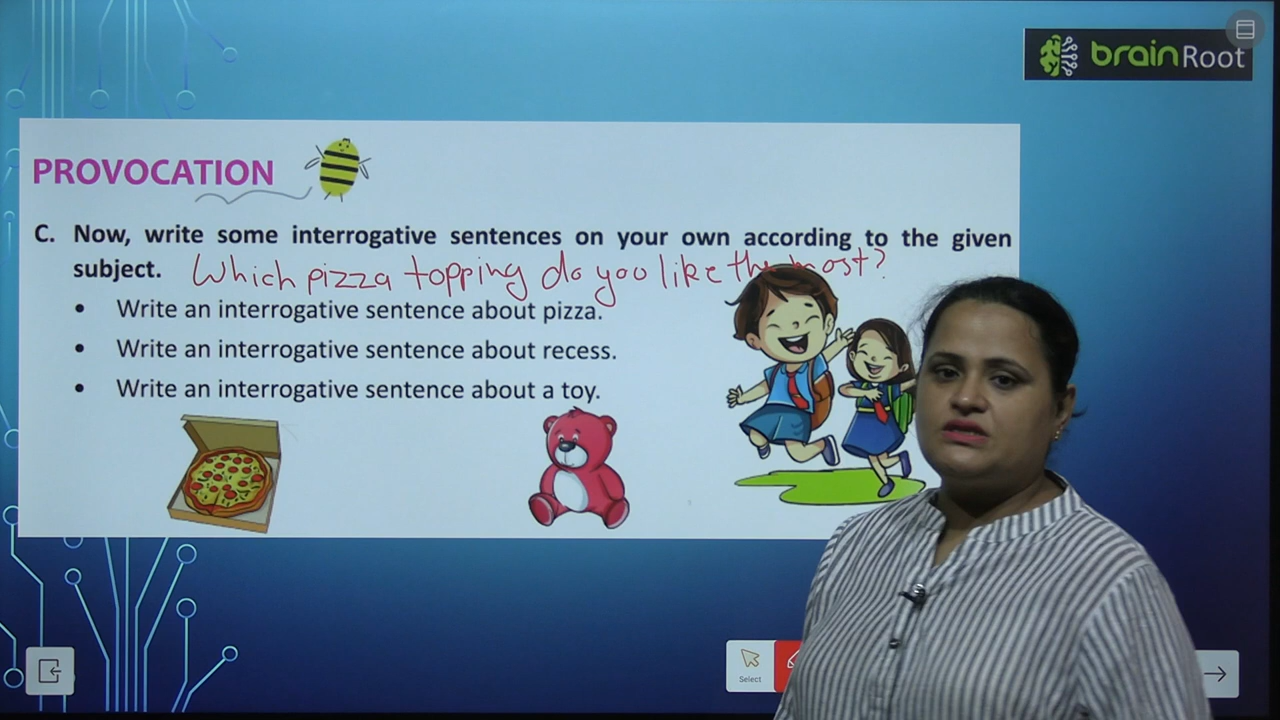 brainRoot
PROVOCATION
C. Now, write some interrogative sentences on your own according to the given
subject. Which pizza topping do you like the most?
• Write an interrogative sentence about pizza.
• Write an interrogative sentence about recess.
• Write an interrogative sentence about a toy.
Select